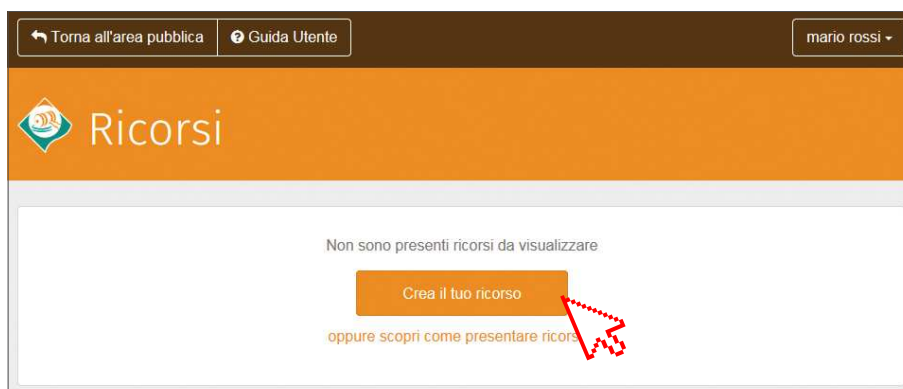 Torna all'area pubblica
Guida Utente
mario rossi
Ricorsi
Non sono presenti ricorsi da visualizzare
Crea il tuo ricorso
oppure scopri come presentare ricors